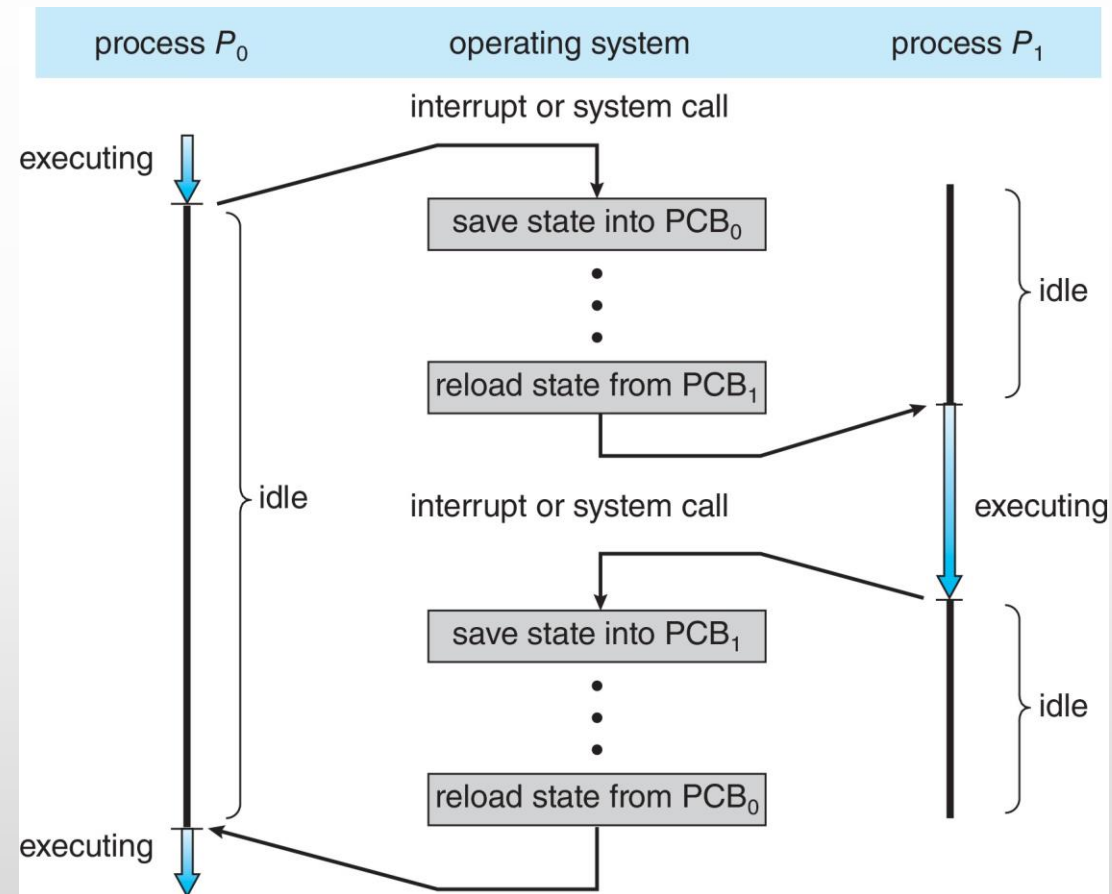 process P₀ operating system process P₁
interrupt or system call
executing
save state into PCB₀
idle
reload state from PCB₁
idle
interrupt or system call
executing
save state into PCB₁
idle
reload state from PCB₀
executing